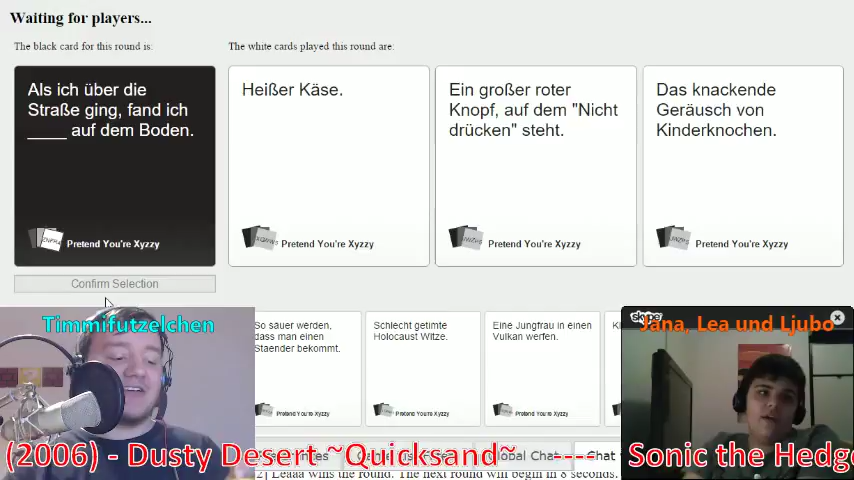 Waiting for players...
The black card for this round is:
The white cards played this round are:
Als ich über die
Straße ging, fand ich
____ auf dem Boden.
Pretend You're Xyzzy
Heißer Käse.
Pretend You're Xyzzy
Ein großer roter
Knopf, auf dem "Nicht
drücken" steht.
Pretend You're Xyzzy
Das knackende
Geräusch von
Kinderknochen.
Pretend You're Xyzzy
Confirm Selection
Timmifutzelchen
So säuer werden,
dass man einen
Staender bekommt.
Pretend You're Xyzzy
Schlecht getimte
Holocaust Witze.
Pretend You're Xyzzy
Eine Jungfrau in einen
Vulkan werfen.
Pretend You're Xyzzy
skype
Jana, Lea und Ljubo
Global Chat
Chat
(2006) - Dusty Desert ~Quicksand~ ---- Sonic the Hedge
Leaaa wins the round. The next round will begin in 8 seconds.